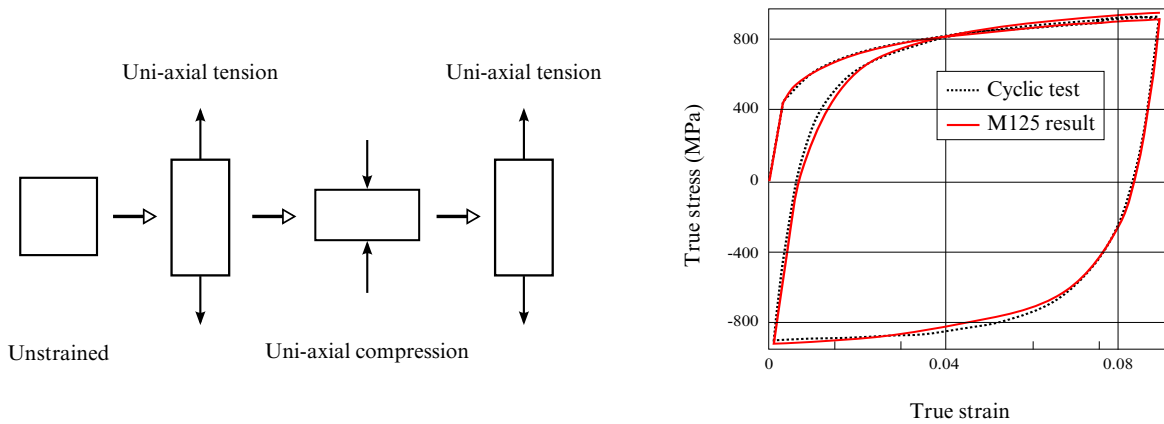 Uni-axial tension
Uni-axial tension
Unstrained
Uni-axial compression
True stress (MPa)
800
400
0
-400
-800
Cyclic test
M125 result
0
0.04
0.08
True strain